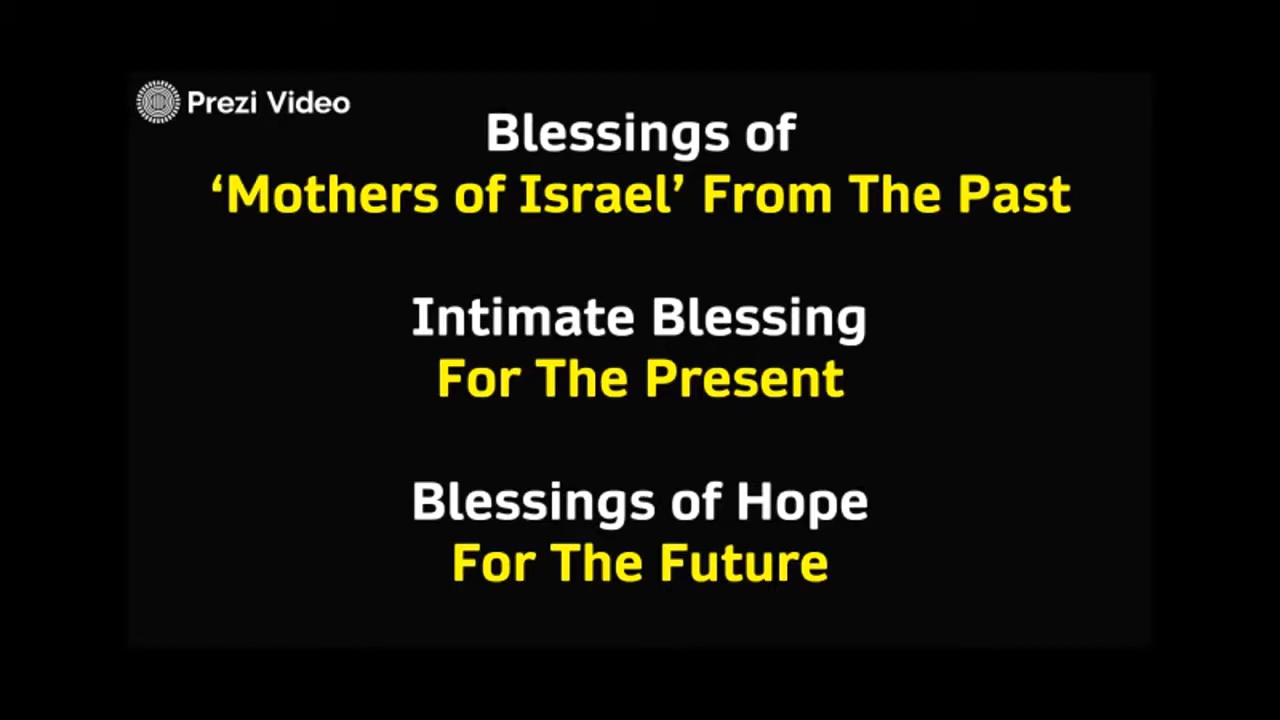 Prezi Video
Blessings of
‘Mothers of Israel’ From The Past
Intimate Blessing
For The Present
Blessings of Hope
For The Future